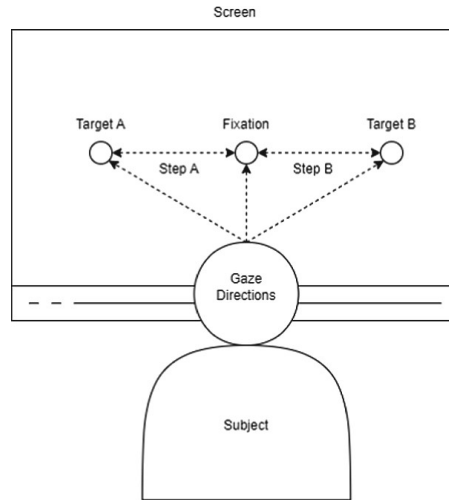 Screen
Target A
Fixation
Target B
Step A
Step B
Gaze
Directions
Subject